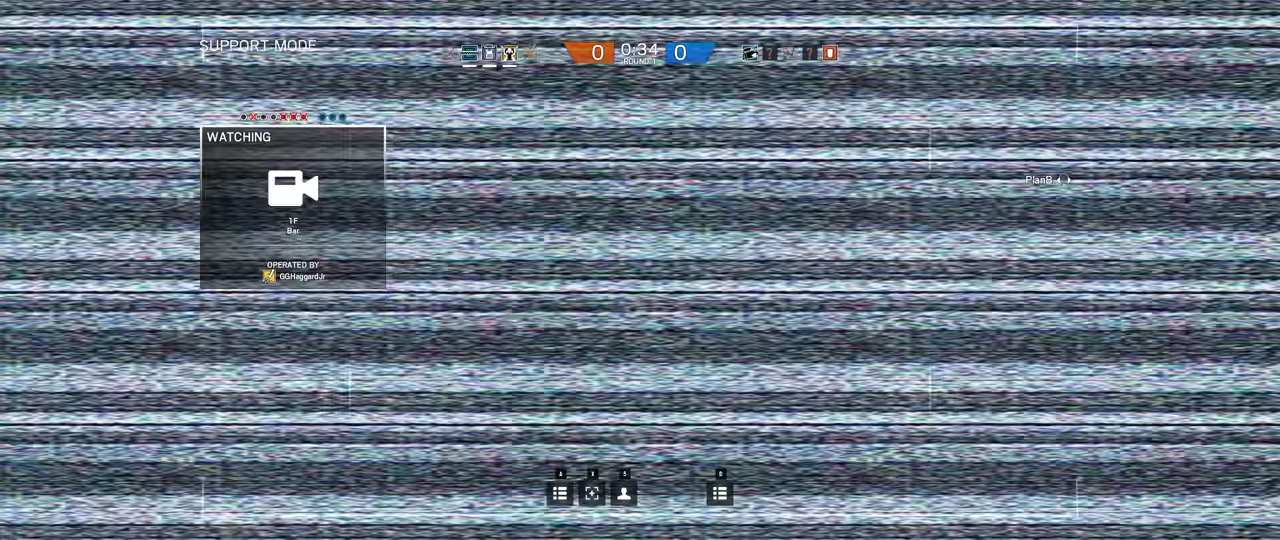 SUPPORT MODE
0 0:34 0
ROUND 1
? ?
WATCHING
PlanB
1F
Bar
OPERATED BY
GGHaggardJr